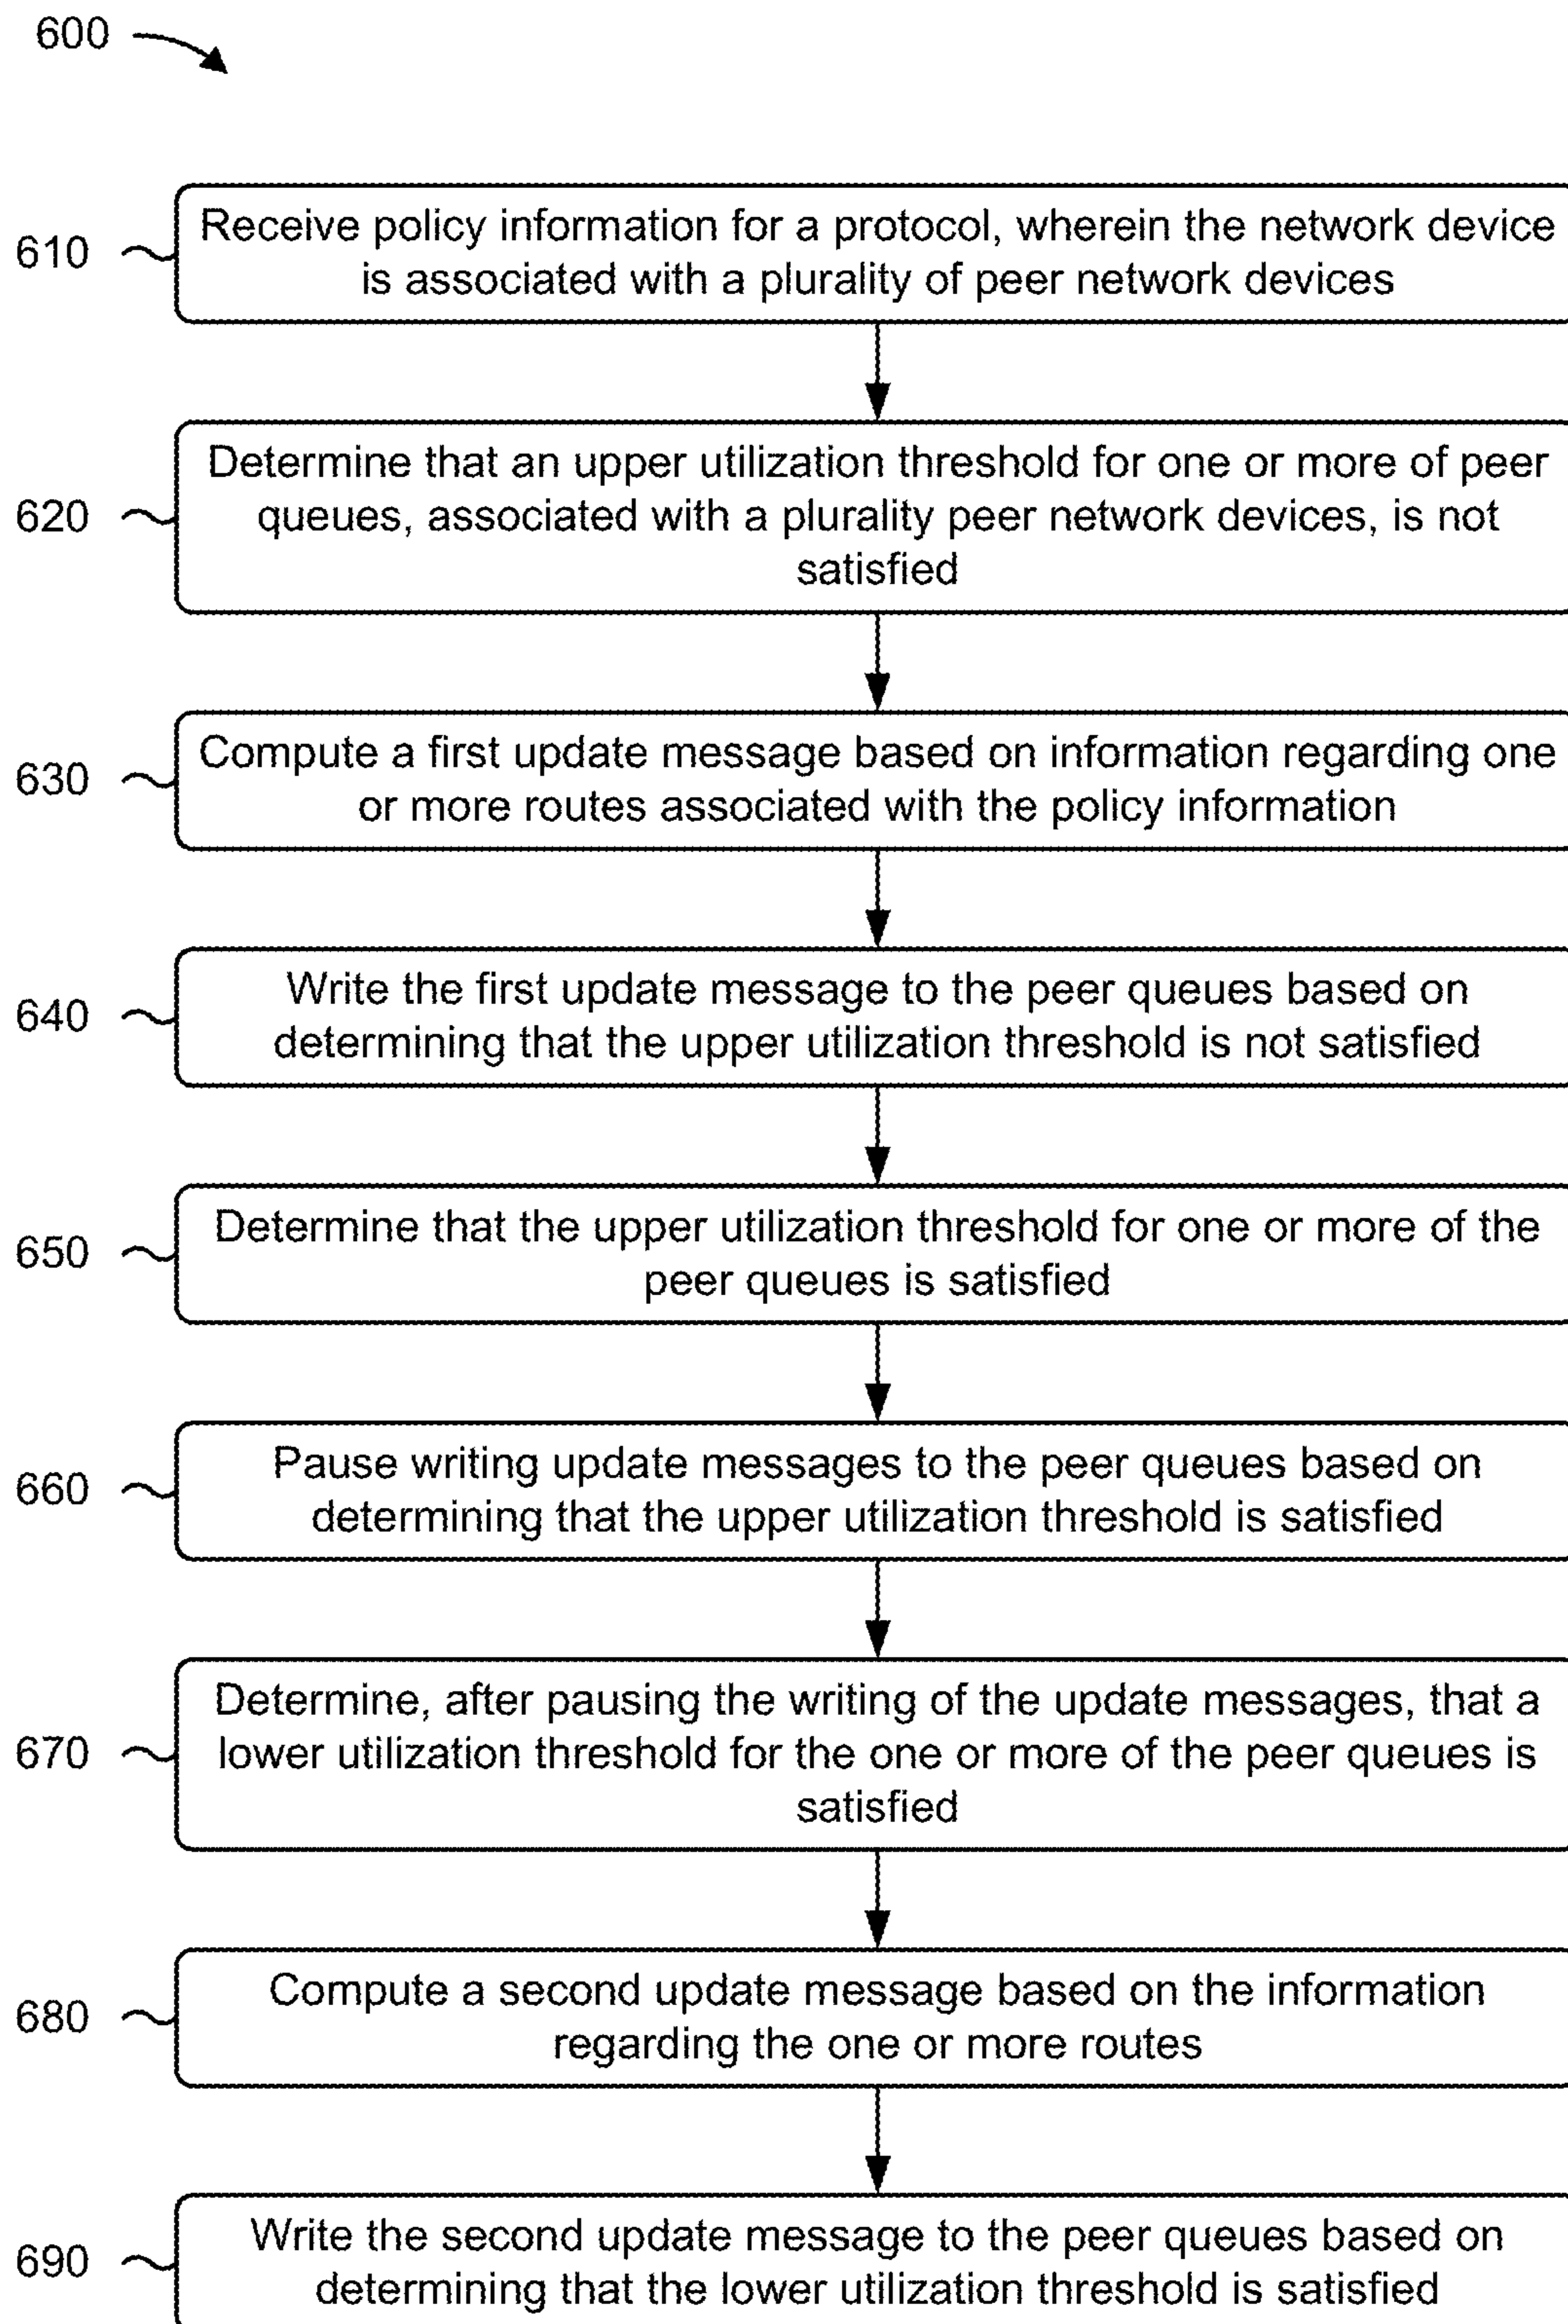 600
610
Receive policy information for a protocol, wherein the network device
is associated with a plurality of peer network devices
620
Determine that an upper utilization threshold for one or more of peer
queues, associated with a plurality peer network devices, is not
satisfied
630
Compute a first update message based on information regarding one
or more routes associated with the policy information
640
Write the first update message to the peer queues based on
determining that the upper utilization threshold is not satisfied
650
Determine that the upper utilization threshold for one or more of the
peer queues is satisfied
660
Pause writing update messages to the peer queues based on
determining that the upper utilization threshold is satisfied
670
Determine, after pausing the writing of the update messages, that a
lower utilization threshold for the one or more of the peer queues is
satisfied
680
Compute a second update message based on the information
regarding the one or more routes
690
Write the second update message to the peer queues based on
determining that the lower utilization threshold is satisfied